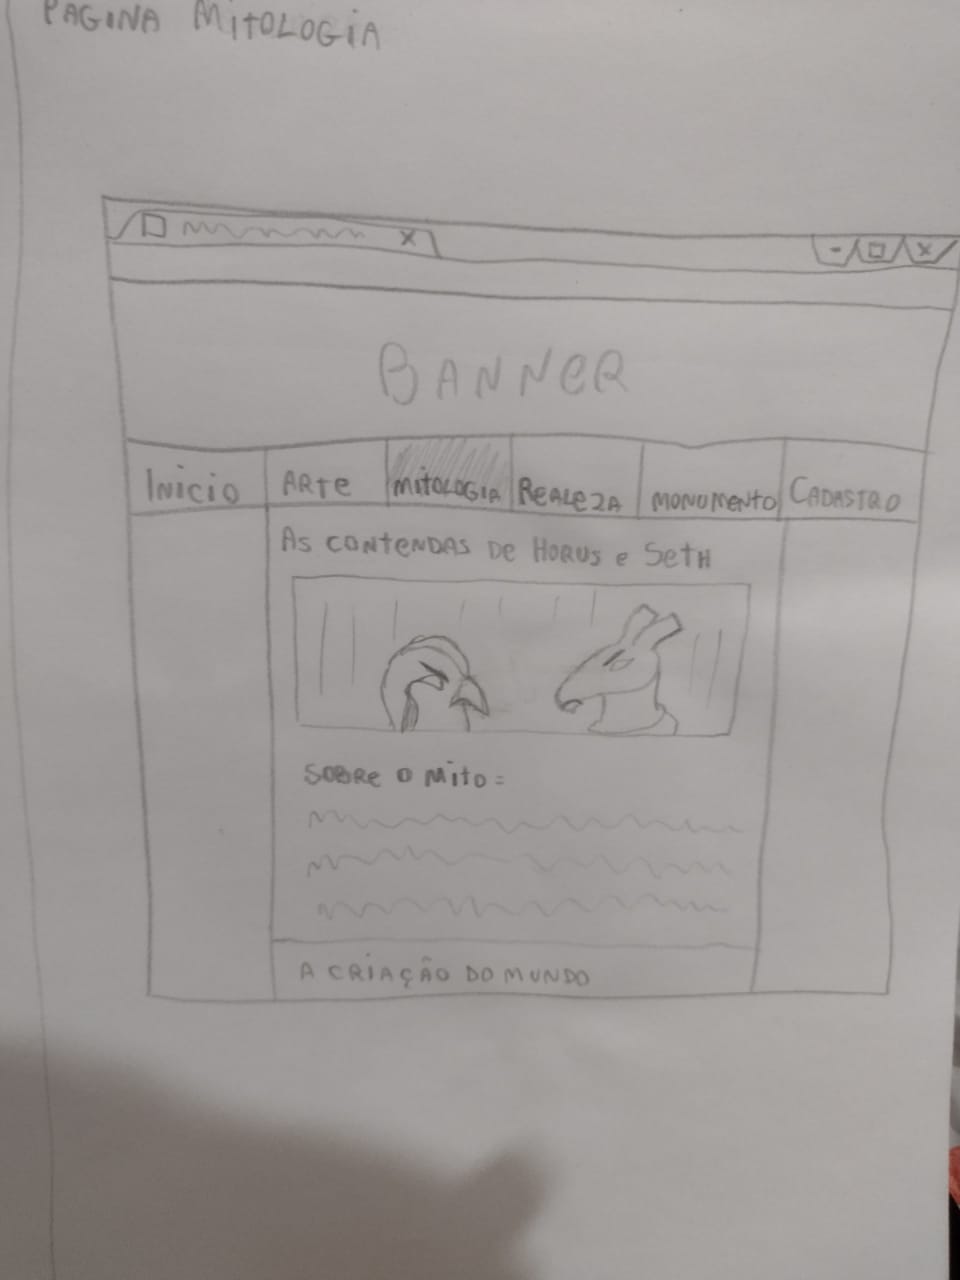 PAGINA MITOLOGIA
BANNER
INICIO ARTE MITOLOGIA REALEZA MONUMENTO CADASTRO
AS CONTENDAS DE HORUS e SETH
SOBRE O MITO:
A CRIAÇÃO DO MUNDO